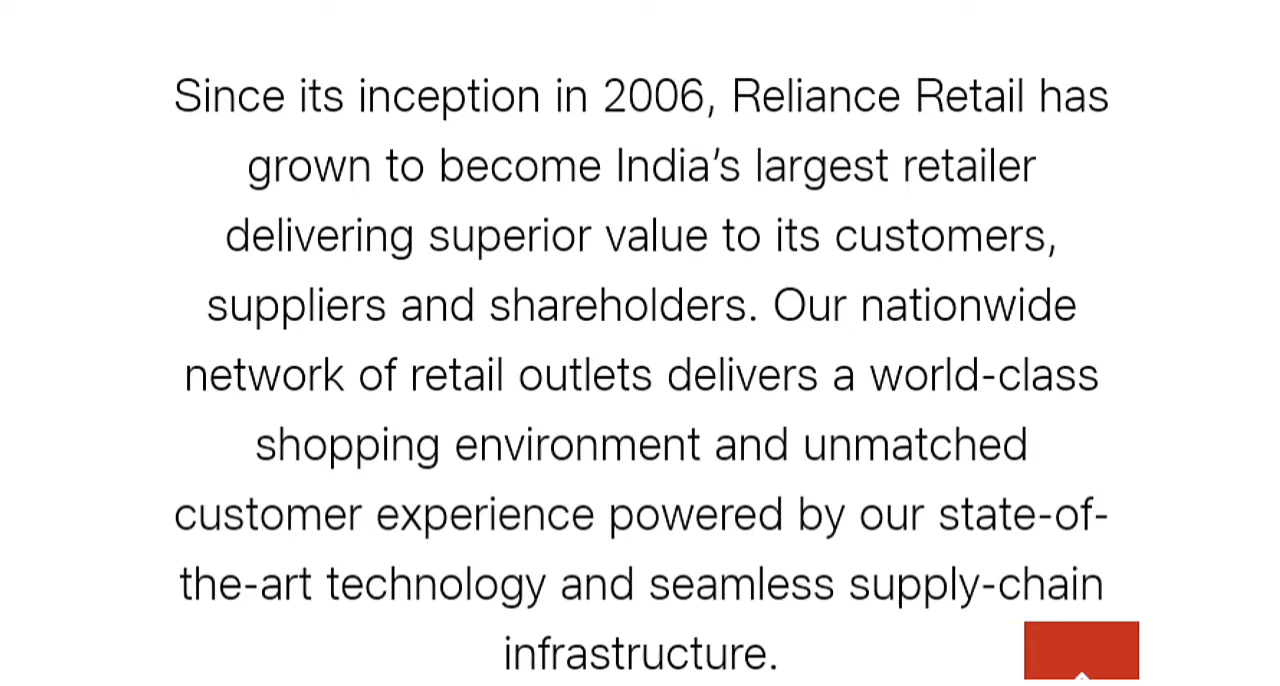 Since its inception in 2006, Reliance Retail has
grown to become India’s largest retailer
delivering superior value to its customers,
suppliers and shareholders. Our nationwide
network of retail outlets delivers a world-class
shopping environment and unmatched
customer experience powered by our state-of-
the-art technology and seamless supply-chain
infrastructure.